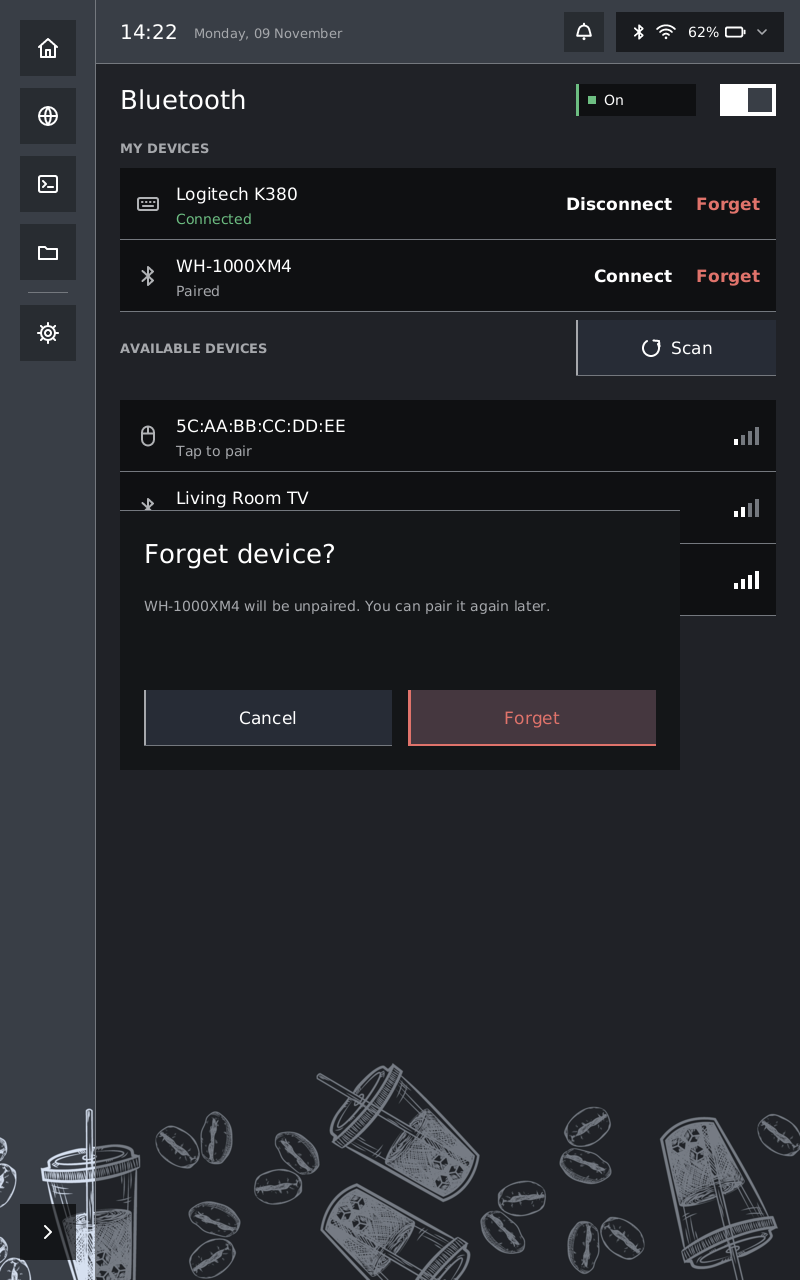 14:22 Monday, 09 November
62%
Bluetooth
On
MY DEVICES
Logitech K380
Connected
Disconnect Forget
WH-1000XM4
Paired
Connect Forget
AVAILABLE DEVICES
Scan
5C:AA:BB:CC:DD:EE
Tap to pair
Living Room TV
Forget device?
WH-1000XM4 will be unpaired. You can pair it again later.
Cancel Forget